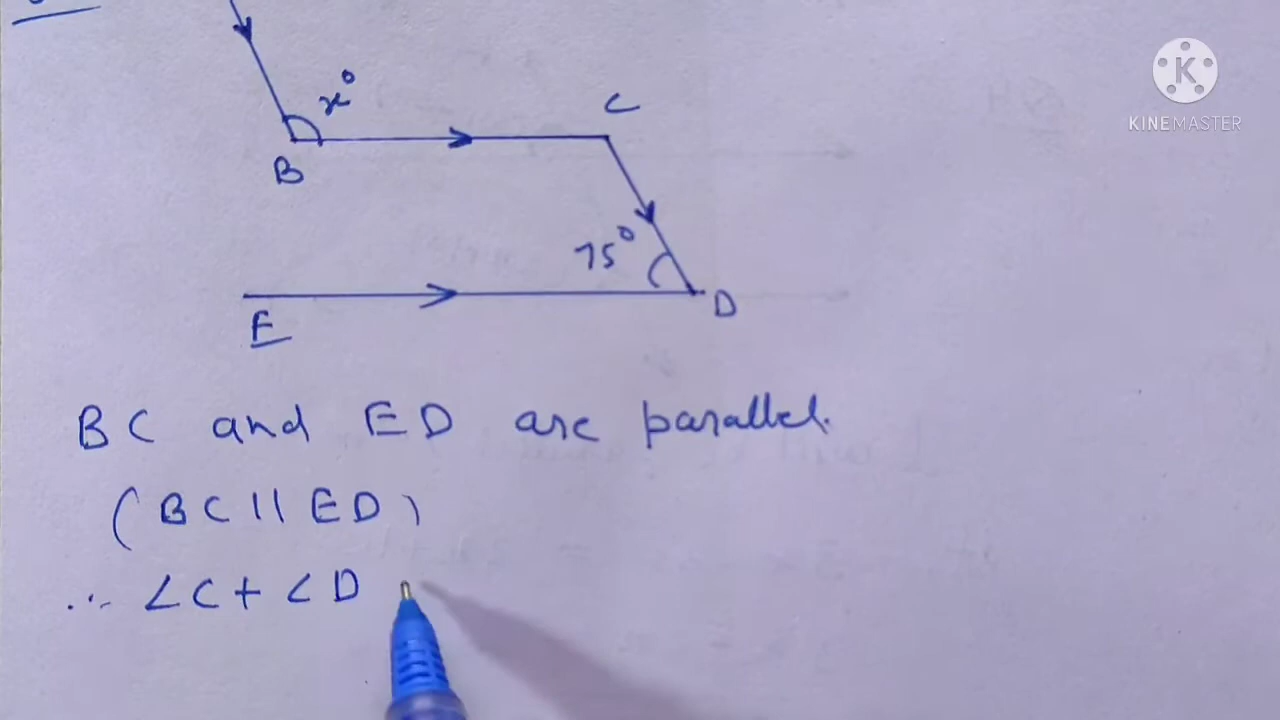 x°
C
B
75°
E
D
BC and ED are parallel.
(BC || ED)
∴ ∠C + ∠D
KINEMASTER